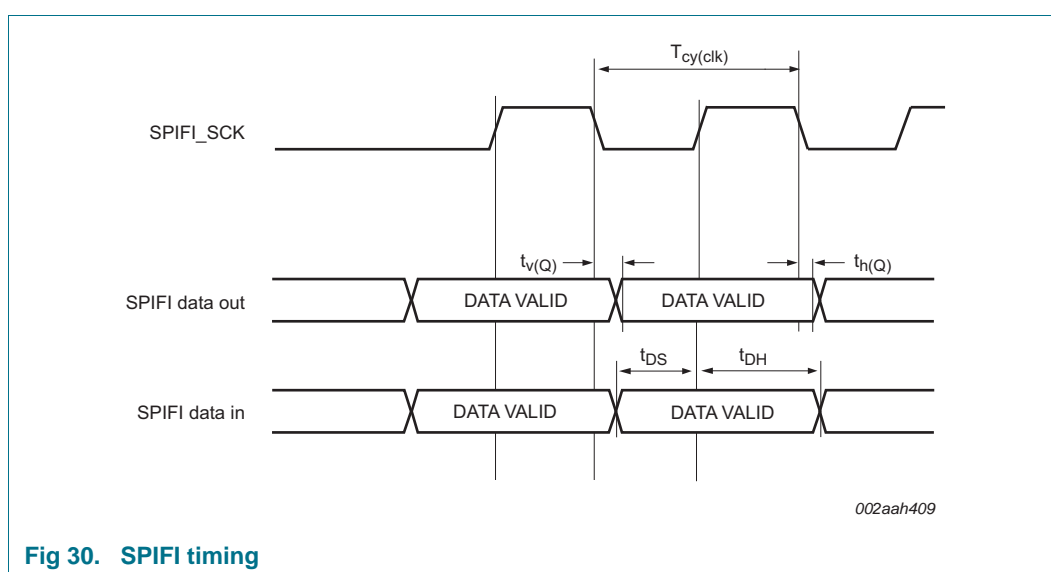 Tcy(clk)
SPIFI_SCK
tv(Q)
th(Q)
SPIFI data out
DATA VALID
DATA VALID
tDS
tDH
SPIFI data in
DATA VALID
DATA VALID
002aah409
Fig 30. SPIFI timing